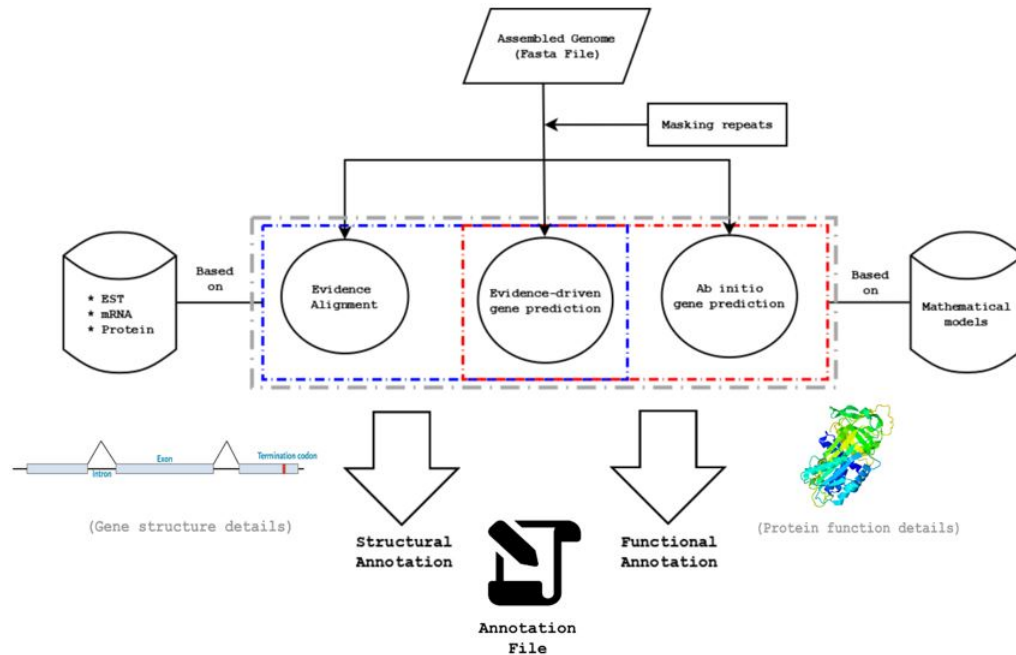 Assembled Genome
(Fasta File)
Masking repeats
Based
on
* EST
* mRNA
* Protein
Evidence
Alignment
Evidence-driven
gene prediction
Ab initio
gene prediction
Based
on
Mathematical
models
Exon
Termination codon
Intron
(Gene structure details)
(Protein function details)
Structural
Annotation
Functional
Annotation
Annotation
File